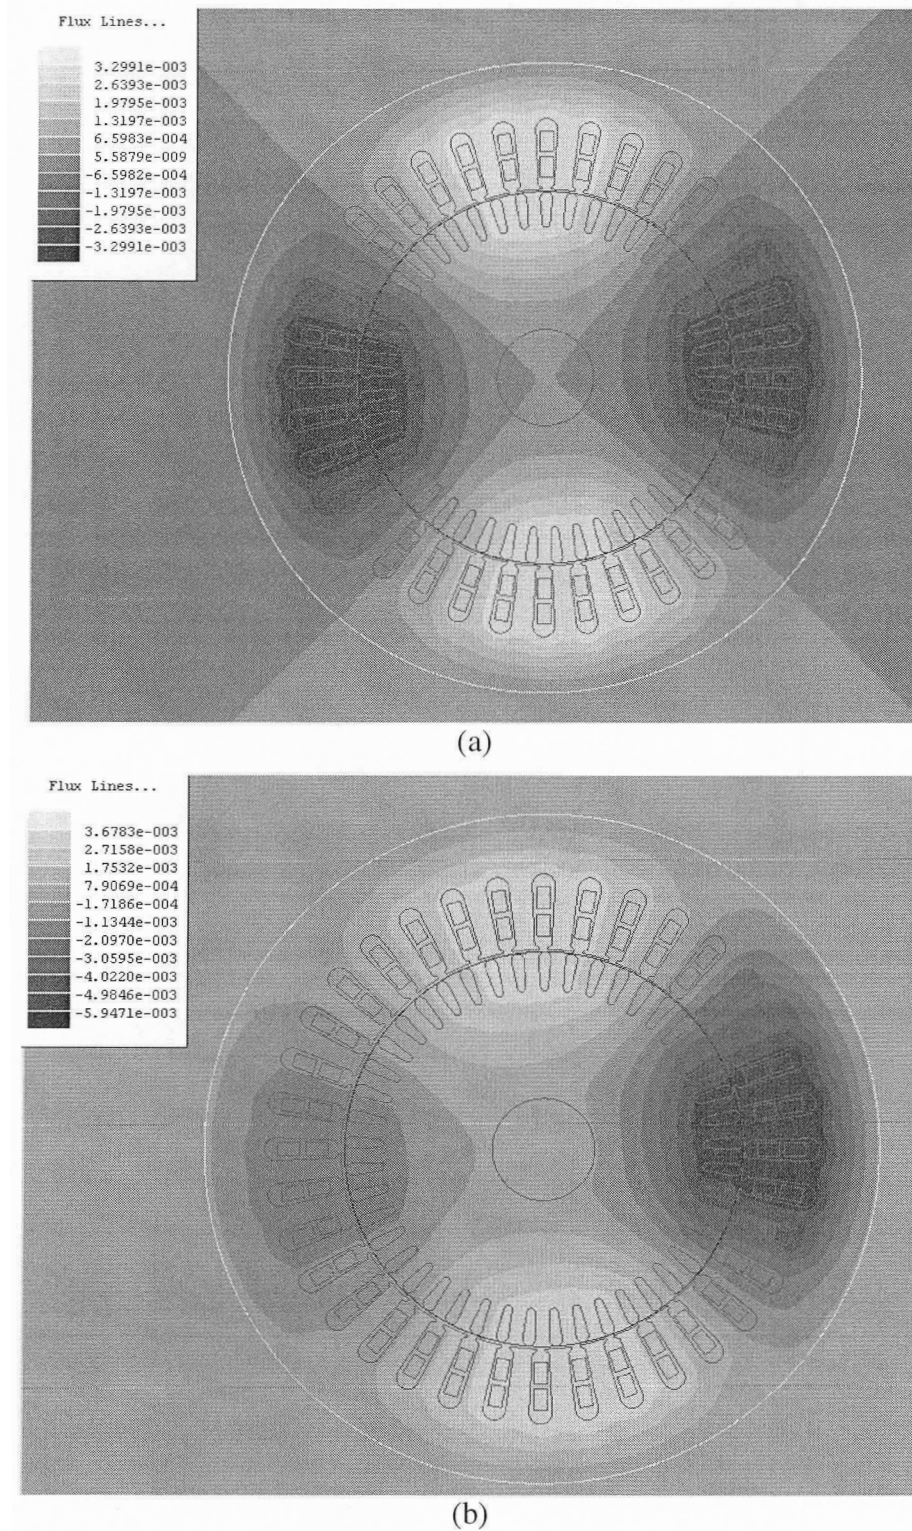 Flux Lines...
3.2991e-003
2.6393e-003
1.9795e-003
1.3197e-003
6.5983e-004
5.5879e-009
-6.5982e-004
-1.3197e-003
-1.9795e-003
-2.6393e-003
-3.2991e-003
(a)
Flux Lines...
3.6783e-003
2.7158e-003
1.7532e-003
7.9069e-004
-1.7186e-004
-1.1344e-003
-2.0970e-003
-3.0595e-003
-4.0220e-003
-4.9846e-003
-5.9471e-003
(b)